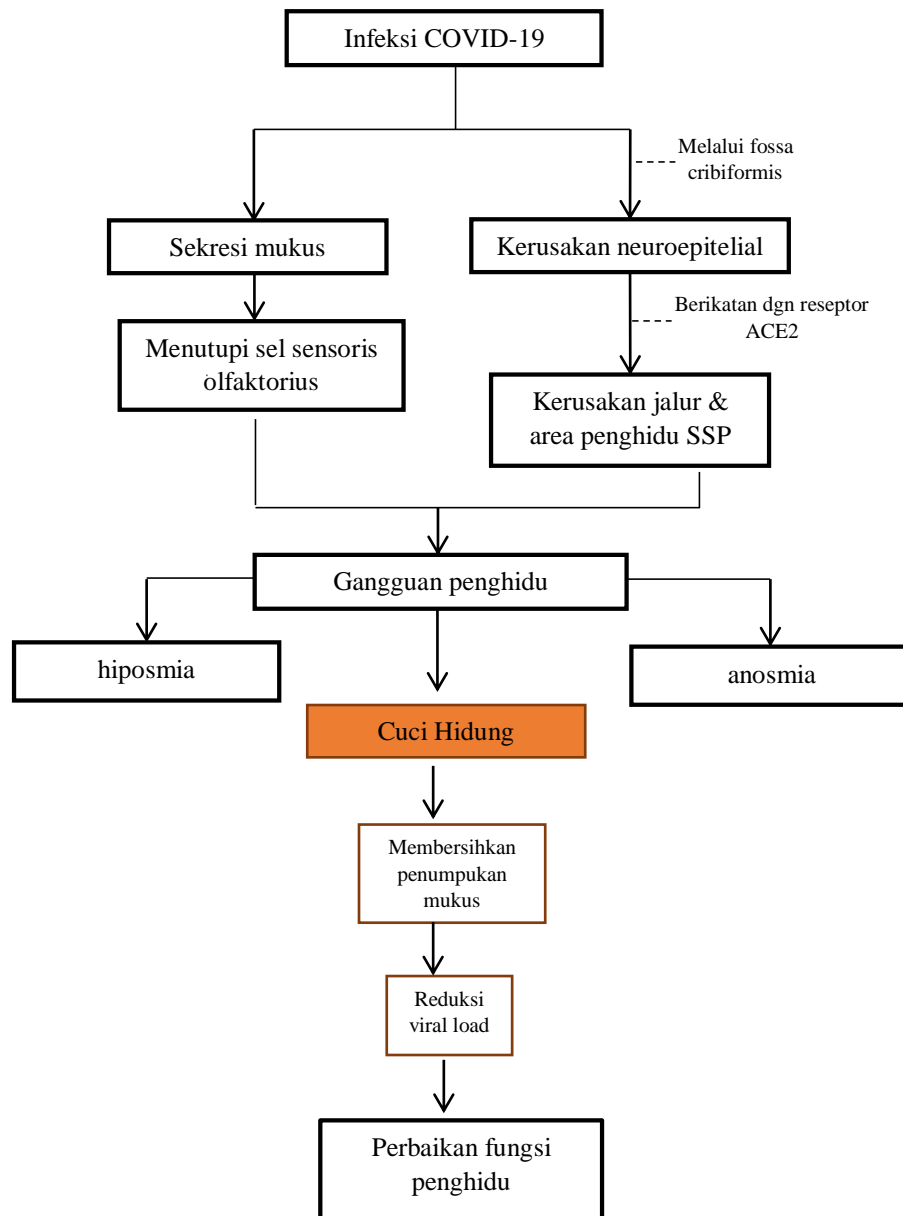 Infeksi COVID-19
Melalui fossa
cribiformis
Sekresi mukus
Kerusakan neuroepitelial
Berikatan dgn reseptor
ACE2
Menutupi sel sensoris
olfaktorius
Kerusakan jalur &
area penghidu SSP
Gangguan penghidu
hiposmia
anosmia
Cuci Hidung
Membersihkan
penumpukan
mukus
Reduksi
viral load
Perbaikan fungsi
penghidu